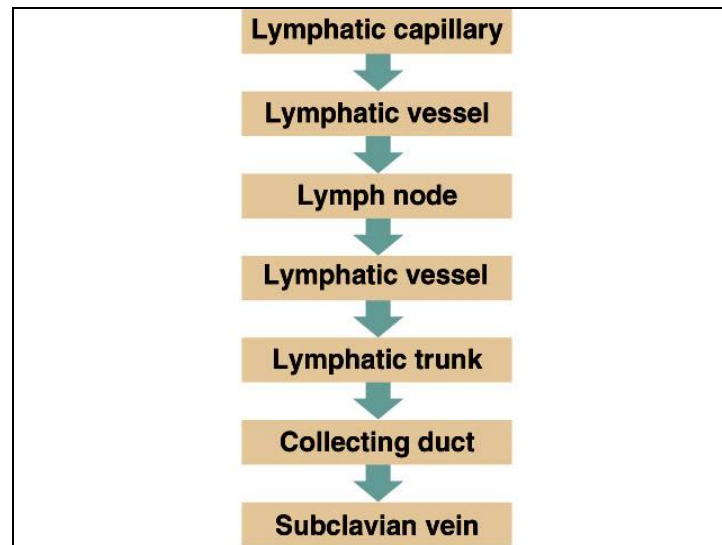 Lymphatic capillary
Lymphatic vessel
Lymph node
Lymphatic vessel
Lymphatic trunk
Collecting duct
Subclavian vein